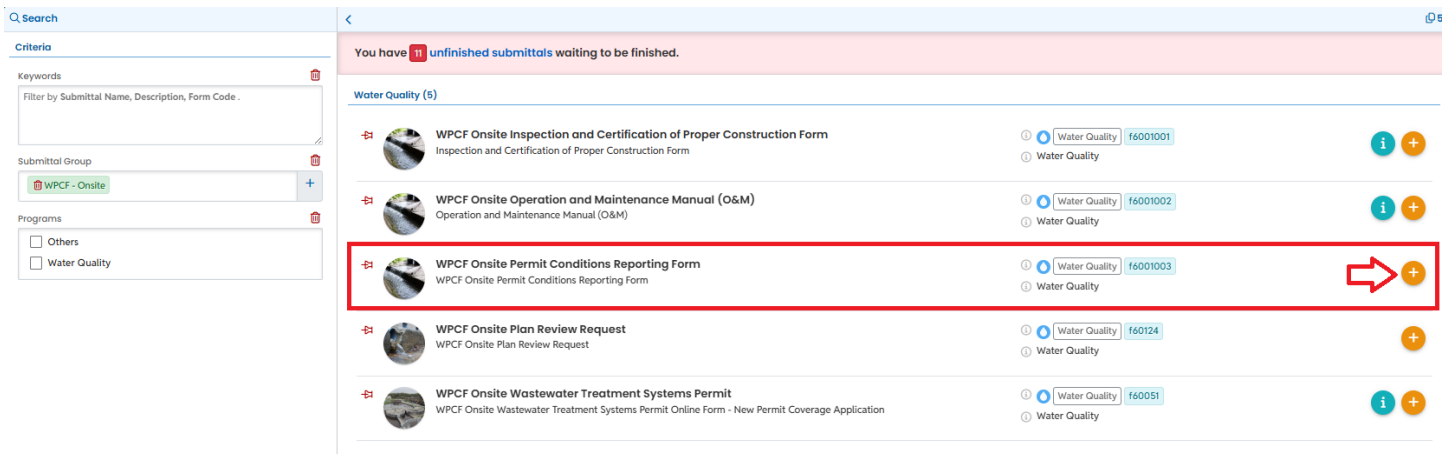 Search
Criteria
Keywords
Filter by Submittal Name, Description, Form Code .
Submittal Group
WPCF - Onsite
+
Programs
Others
Water Quality
5
You have 11 unfinished submittals waiting to be finished.
Water Quality (5)
WPCF Onsite Inspection and Certification of Proper Construction Form
Inspection and Certification of Proper Construction Form
Water Quality f6001001
Water Quality
WPCF Onsite Operation and Maintenance Manual (O&M)
Operation and Maintenance Manual (O&M)
Water Quality f6001002
Water Quality
WPCF Onsite Permit Conditions Reporting Form
WPCF Onsite Permit Conditions Reporting Form
Water Quality f6001003
Water Quality
WPCF Onsite Plan Review Request
WPCF Onsite Plan Review Request
Water Quality f60124
Water Quality
WPCF Onsite Wastewater Treatment Systems Permit
WPCF Onsite Wastewater Treatment Systems Permit Online Form - New Permit Coverage Application
Water Quality f60051
Water Quality